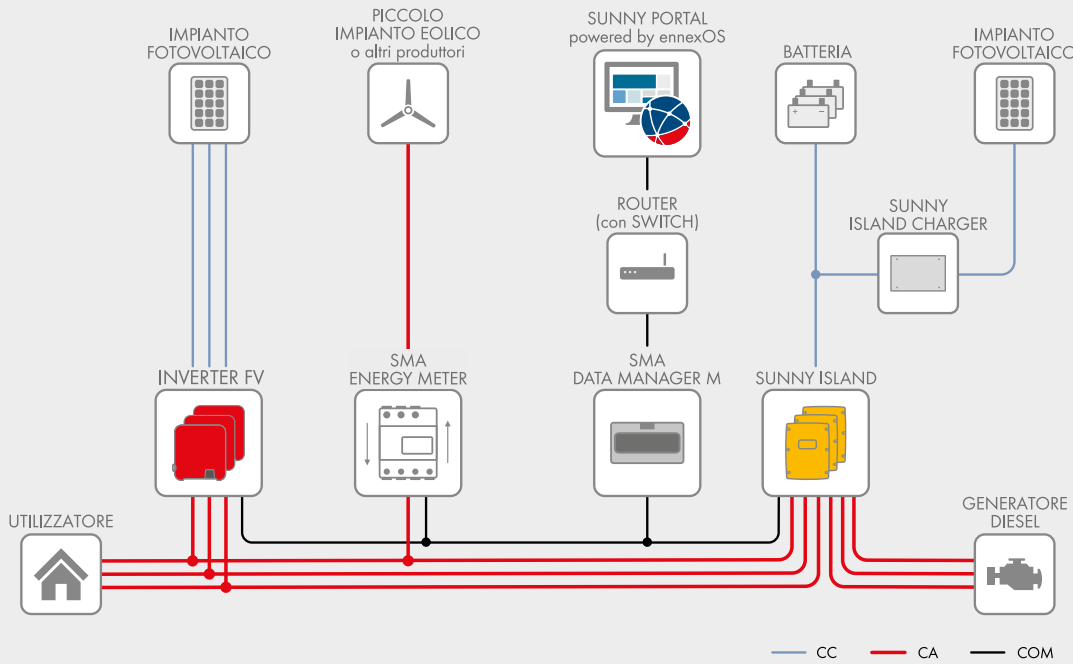 IMPIANTO
FOTOVOLTAICO
PICCOLO
IMPIANTO EOLICO
o altri produttori
SUNNY PORTAL
powered by ennexOS
BATTERIA
IMPIANTO
FOTOVOLTAICO
ROUTER
(con SWITCH)
SUNNY
ISLAND CHARGER
INVERTER FV
SMA
ENERGY METER
SMA
DATA MANAGER M
SUNNY ISLAND
UTILIZZATORE
GENERATORE
DIESEL
CC
CA
COM